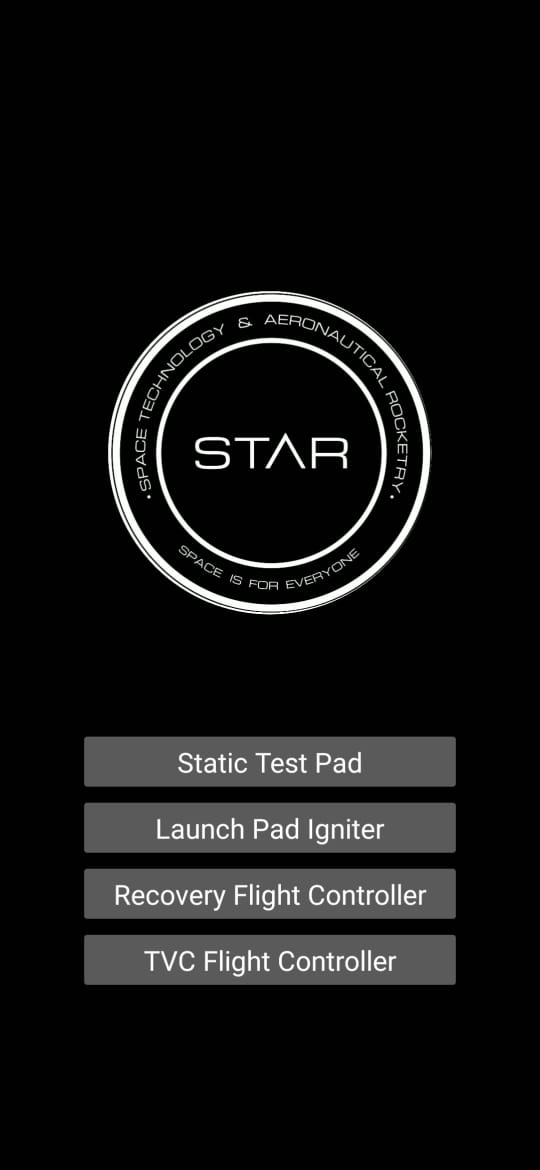 • SPACE TECHNOLOGY & AERONAUTICAL ROCKETRY •
STΛR
SPACE IS FOR EVERYONE
Static Test Pad
Launch Pad Igniter
Recovery Flight Controller
TVC Flight Controller